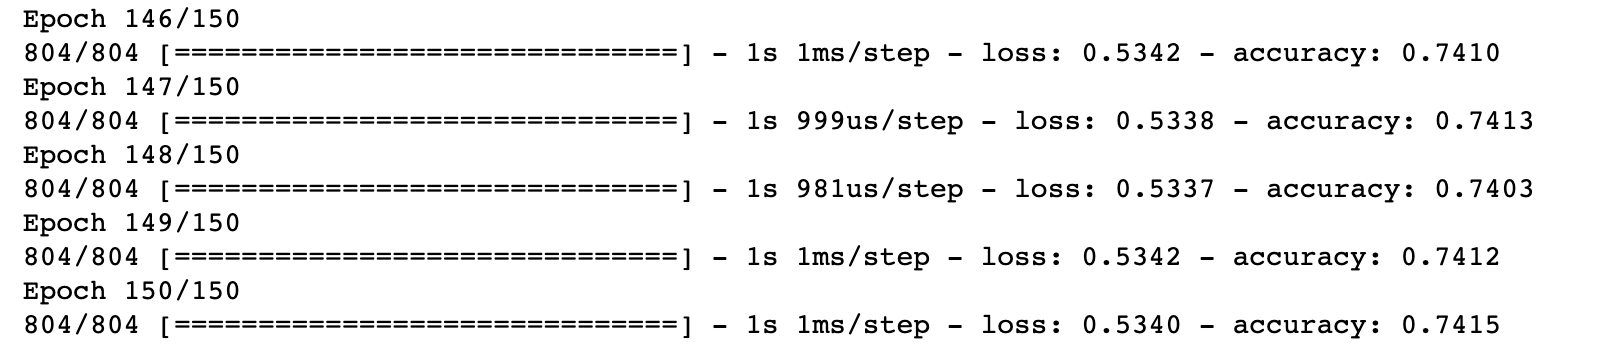 Epoch 146/150
804/804 [==============================] - 1s 1ms/step - loss: 0.5342 - accuracy: 0.7410
Epoch 147/150
804/804 [==============================] - 1s 999us/step - loss: 0.5338 - accuracy: 0.7413
Epoch 148/150
804/804 [==============================] - 1s 981us/step - loss: 0.5337 - accuracy: 0.7403
Epoch 149/150
804/804 [==============================] - 1s 1ms/step - loss: 0.5342 - accuracy: 0.7412
Epoch 150/150
804/804 [==============================] - 1s 1ms/step - loss: 0.5340 - accuracy: 0.7415